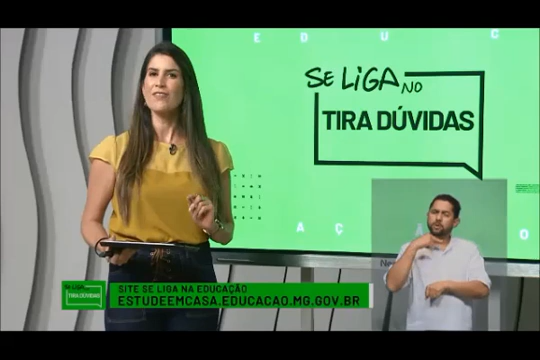 E D U C
SE LiGA NO
TIRA DÚVIDAS
A Ç Ã O
SE LIGA NO
TIRA DÚVIDAS
SITE SE LIGA NA EDUCAÇÃO
ESTUDEEMCASA.EDUCACAO.MG.GOV.BR